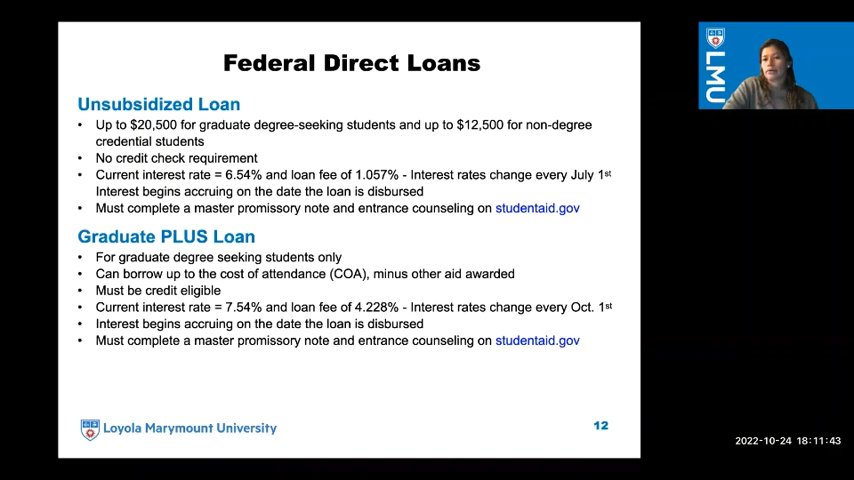 Federal Direct Loans
Unsubsidized Loan
• Up to $20,500 for graduate degree-seeking students and up to $12,500 for non-degree
credential students
• No credit check requirement
• Current interest rate = 6.54% and loan fee of 1.057% - Interest rates change every July 1st
Interest begins accruing on the date the loan is disbursed
• Must complete a master promissory note and entrance counseling on studentaid.gov
Graduate PLUS Loan
• For graduate degree seeking students only
• Can borrow up to the cost of attendance (COA), minus other aid awarded
• Must be credit eligible
• Current interest rate = 7.54% and loan fee of 4.228% - Interest rates change every Oct. 1st
• Interest begins accruing on the date the loan is disbursed
• Must complete a master promissory note and entrance counseling on studentaid.gov
Loyola Marymount University
12
LMU
2022-10-24 18:11:43